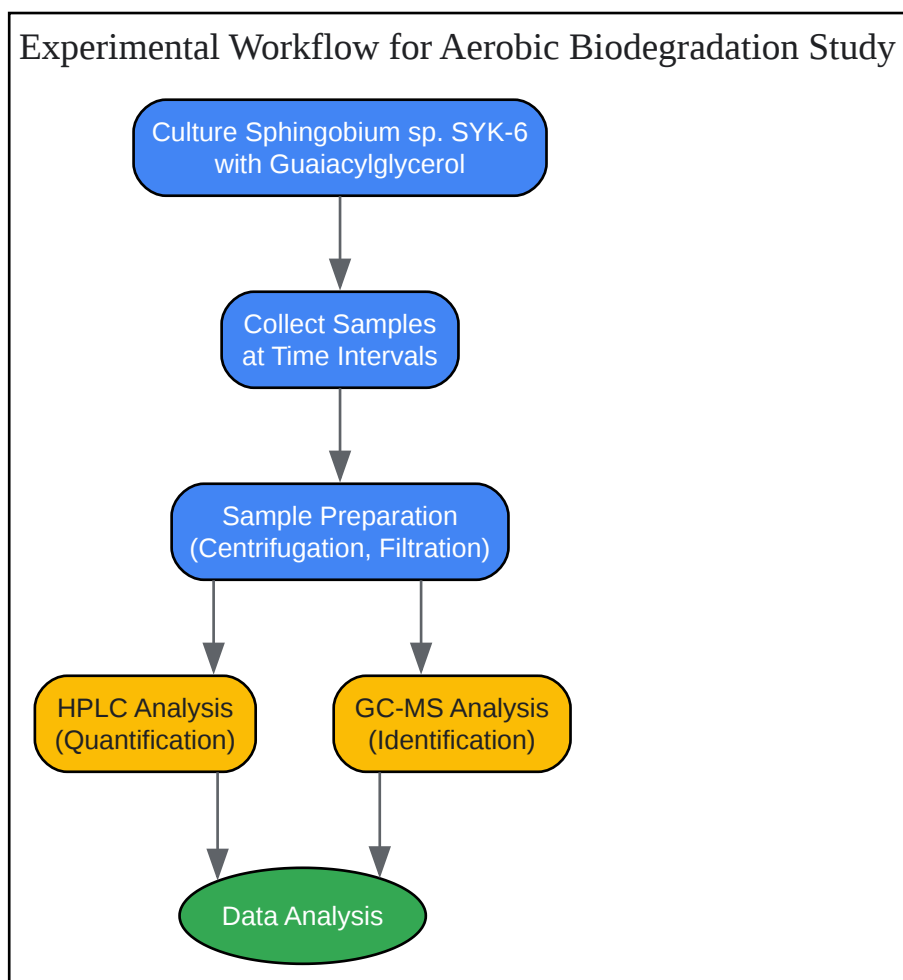 Experimental Workflow for Aerobic Biodegradation Study
Culture Sphingobium sp. SYK-6
with Guaiacylglycerol
Collect Samples
at Time Intervals
Sample Preparation
(Centrifugation, Filtration)
HPLC Analysis
(Quantification)
GC-MS Analysis
(Identification)
Data Analysis